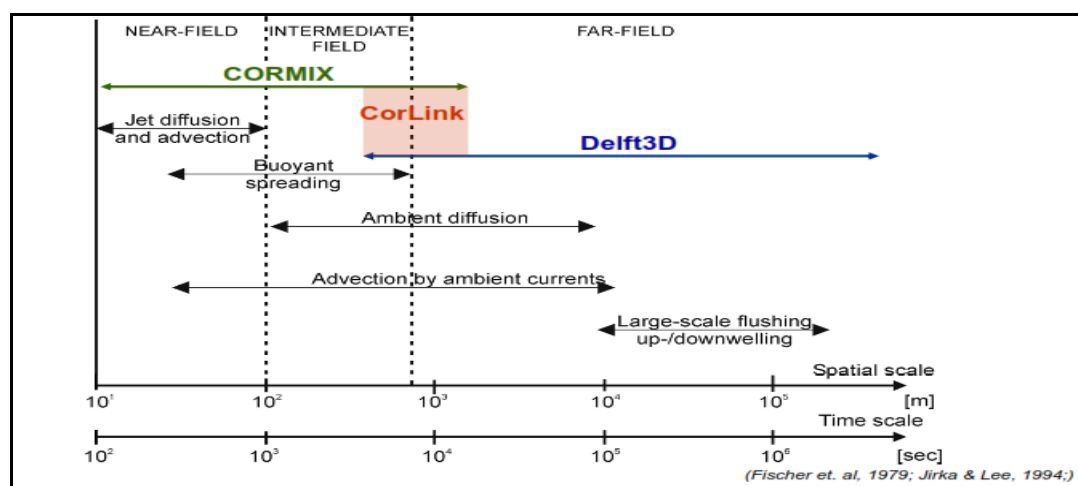 NEAR-FIELD INTERMEDIATE FIELD FAR-FIELD
CORMIX
CorLink
Jet diffusion
and advection
Delft3D
Buoyant
spreading
Ambient diffusion
Advection by ambient currents
Large-scale flushing
up-/downwelling
Spatial scale
10¹ 10² 10³ 10⁴ 10⁵ [m]
Time scale
10² 10³ 10⁴ 10⁵ 10⁶ [sec]
(Fischer et. al, 1979; Jirka & Lee, 1994;)